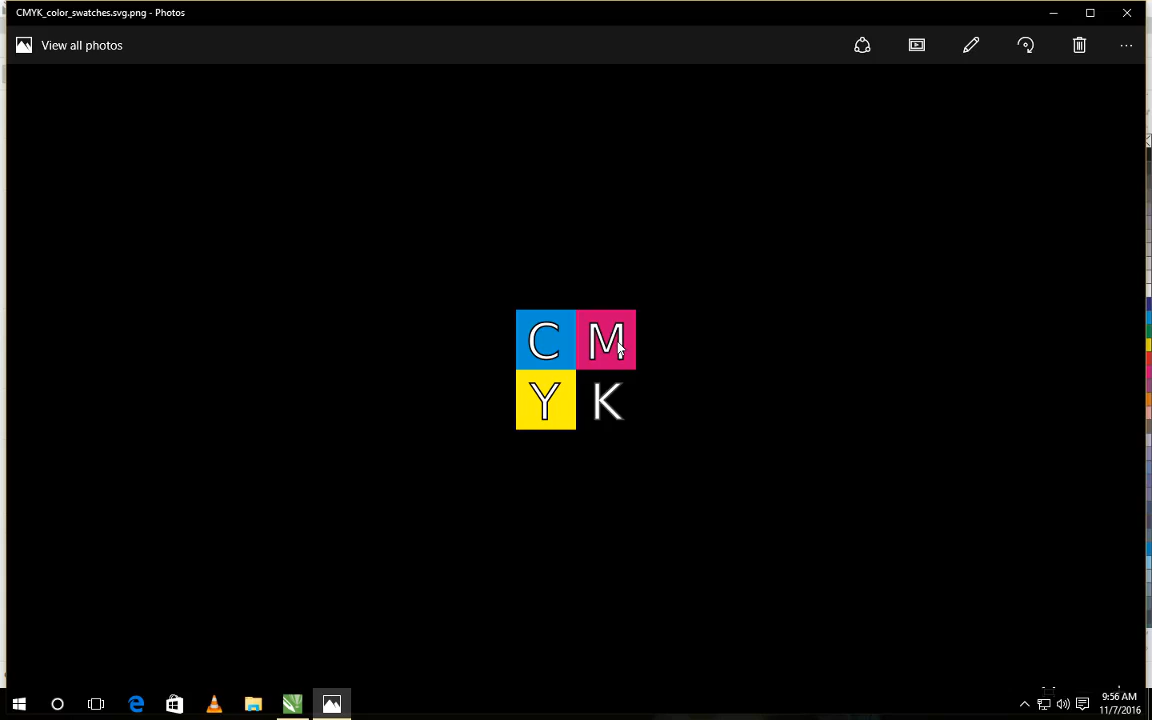 CMYK_color_swatches.svg.png - Photos
View all photos
C M
Y K
9:56 AM
11/7/2016